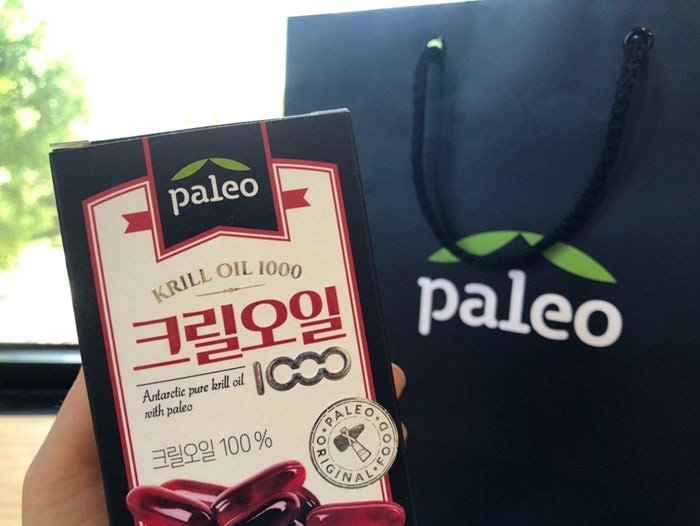 paleo
KRILL OIL 1000
크릴오일
1000
Antarctic pure krill oil
with paleo
크릴오일 100%
PALEO
ORIGINAL FOOD
paleo